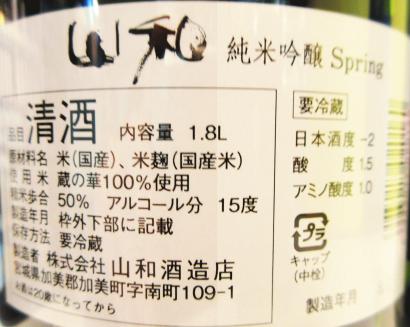 山和 純米吟醸 Spring
品目 清酒 内容量 1.8L
原材料名 米(国産)、米麹(国産米)
使用米 蔵の華100%使用
精米歩合 50% アルコール分 15度
製造年月 枠外下部に記載
保存方法 要冷蔵
製造者 株式会社 山和酒造店
宮城県加美郡加美町字南町109-1
お酒は20歳になってから
要冷蔵
日本酒度 -2
酸度 1.5
アミノ酸度 1.0
プラ
キャップ
(中栓)
製造年月